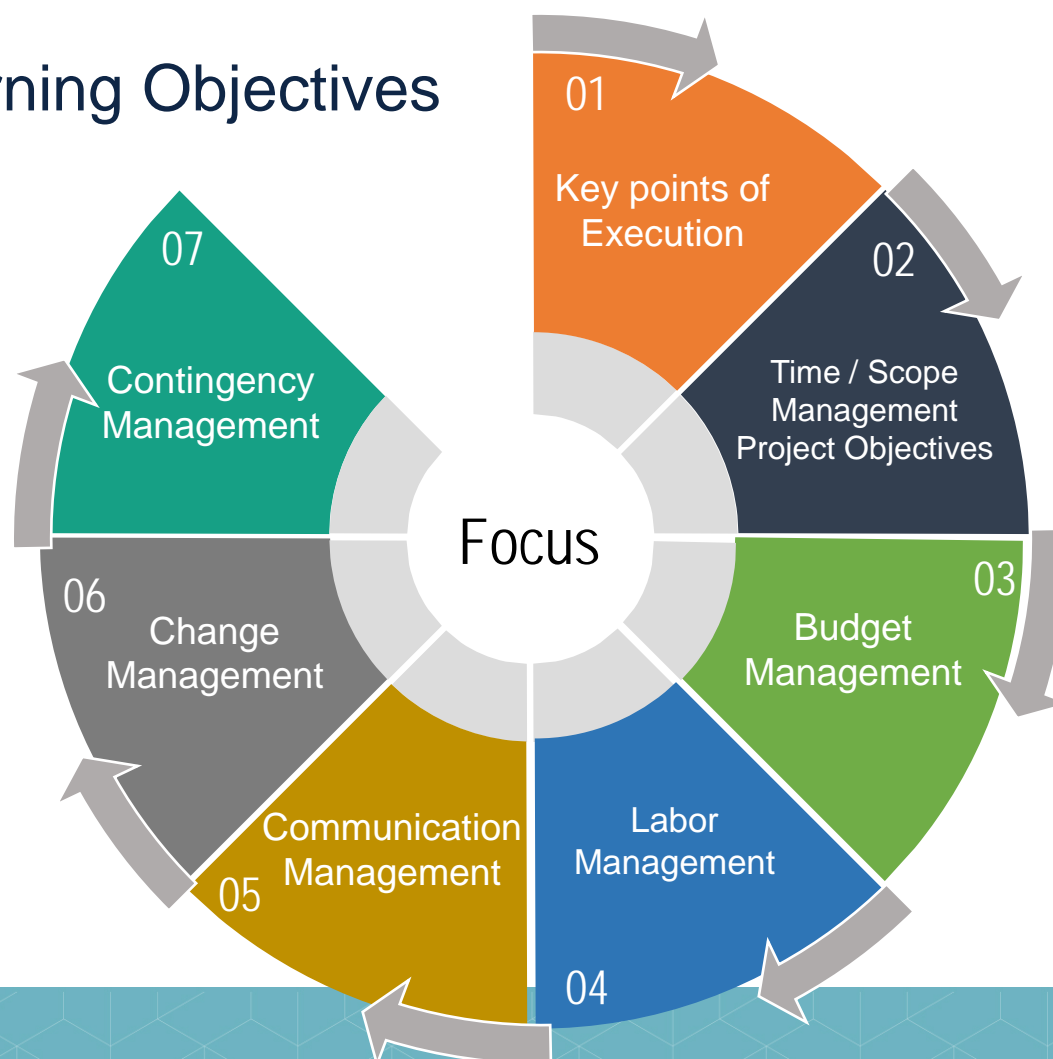 rning Objectives
01
Key points of
Execution
02
Time / Scope
Management
Project Objectives
03
Budget
Management
04
Labor
Management
05
Communication
Management
06
Change
Management
07
Contingency
Management
Focus